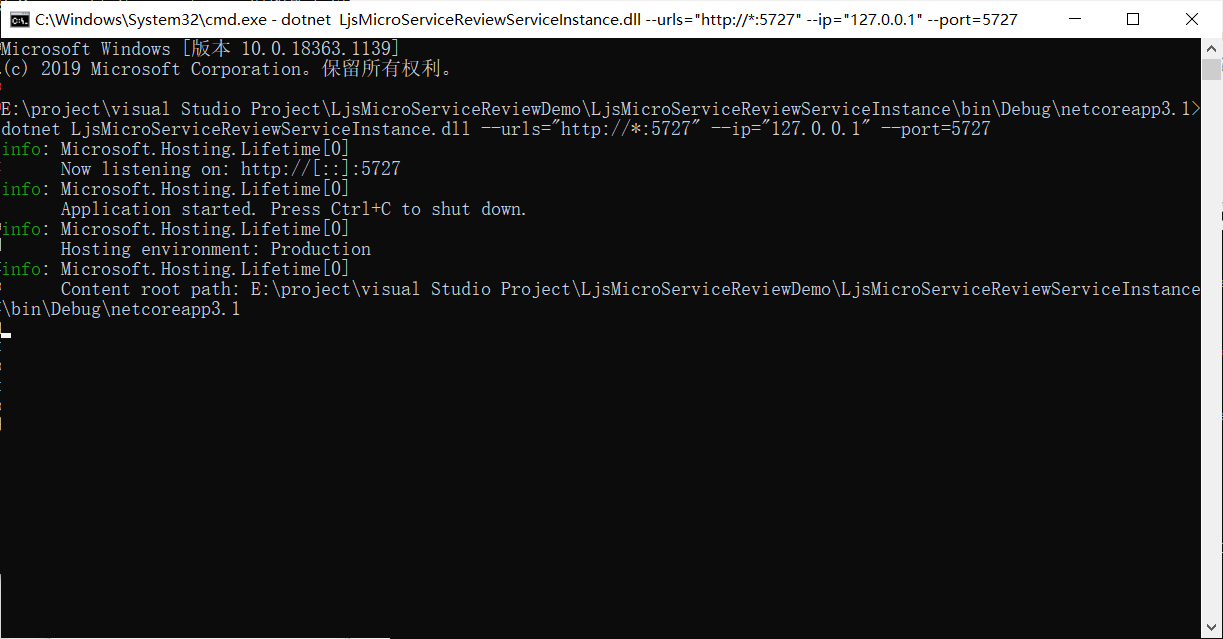 C:\Windows\System32\cmd.exe - dotnet  LjsMicroServiceReviewServiceInstance.dll --urls="http://*:5727" --ip="127.0.0.1" --port=5727
Microsoft Windows [版本 10.0.18363.1139]
(c) 2019 Microsoft Corporation。保留所有权利。
E:\project\visual Studio Project\LjsMicroServiceReviewDemo\LjsMicroServiceReviewServiceInstance\bin\Debug\netcoreapp3.1>
dotnet LjsMicroServiceReviewServiceInstance.dll --urls="http://*:5727" --ip="127.0.0.1" --port=5727
info: Microsoft.Hosting.Lifetime[0]
Now listening on: http://[::]:5727
info: Microsoft.Hosting.Lifetime[0]
Application started. Press Ctrl+C to shut down.
info: Microsoft.Hosting.Lifetime[0]
Hosting environment: Production
info: Microsoft.Hosting.Lifetime[0]
Content root path: E:\project\visual Studio Project\LjsMicroServiceReviewDemo\LjsMicroServiceReviewServiceInstance
\bin\Debug\netcoreapp3.1